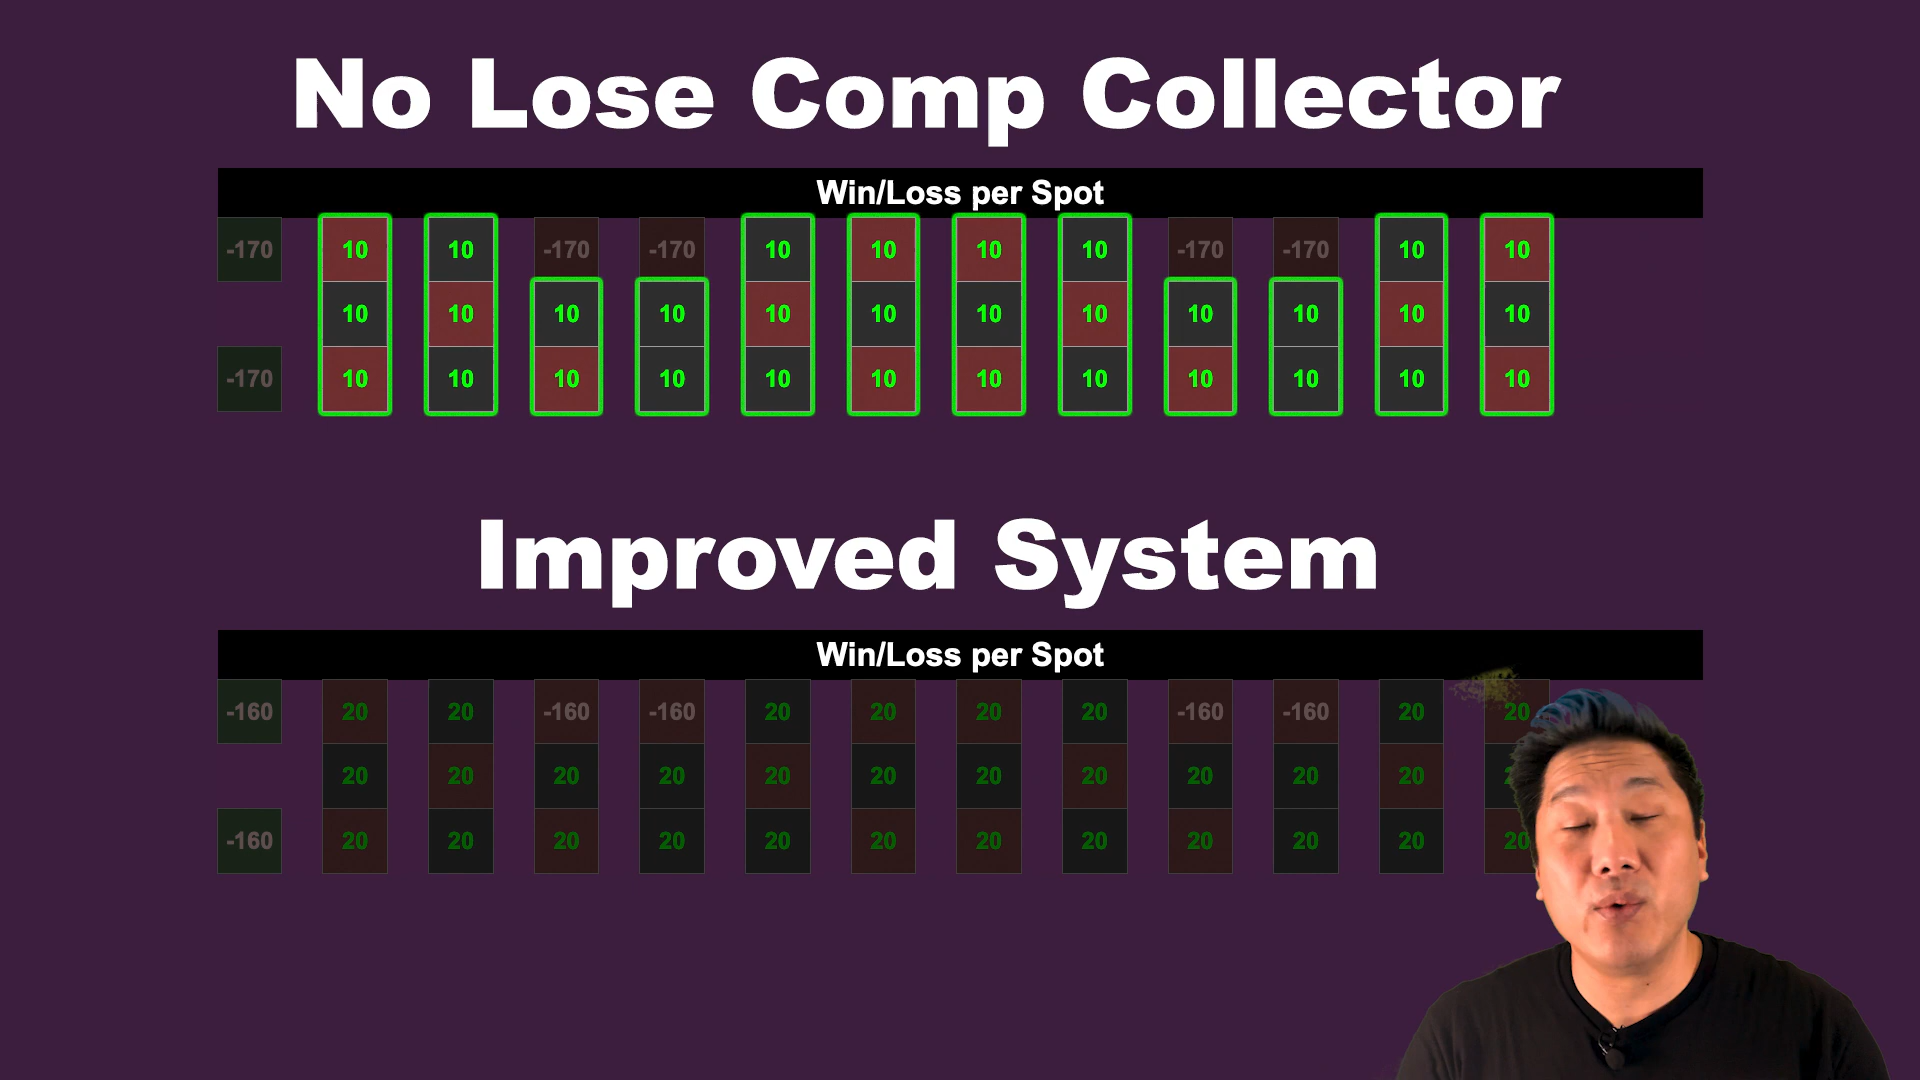 No Lose Comp Collector
Win/Loss per Spot
-170 10 10 -170 -170 10 10 10 10 -170 -170 10 10
10 10 10 10 10 10 10 10 10 10 10 10
-170 10 10 10 10 10 10 10 10 10 10 10 10
Improved System
Win/Loss per Spot
-160 20 20 -160 -160 20 20 20 20 -160 -160 20 20
20 20 20 20 20 20 20 20 20 20 20
-160 20 20 20 20 20 20 20 20 20 20 20 20